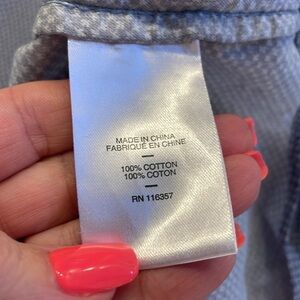 MADE IN CHINA
FABRIQUÉ EN CHINE
100% COTTON
100% COTON
RN 116357